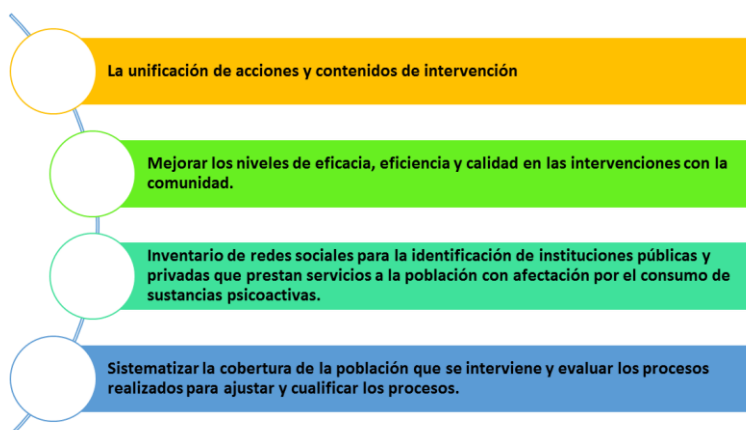 La unificación de acciones y contenidos de intervención
Mejorar los niveles de eficacia, eficiencia y calidad en las intervenciones con la
comunidad.
Inventario de redes sociales para la identificación de instituciones públicas y
privadas que prestan servicios a la población con afectación por el consumo de
sustancias psicoactivas.
Sistematizar la cobertura de la población que se interviene y evaluar los procesos
realizados para ajustar y cualificar los procesos.